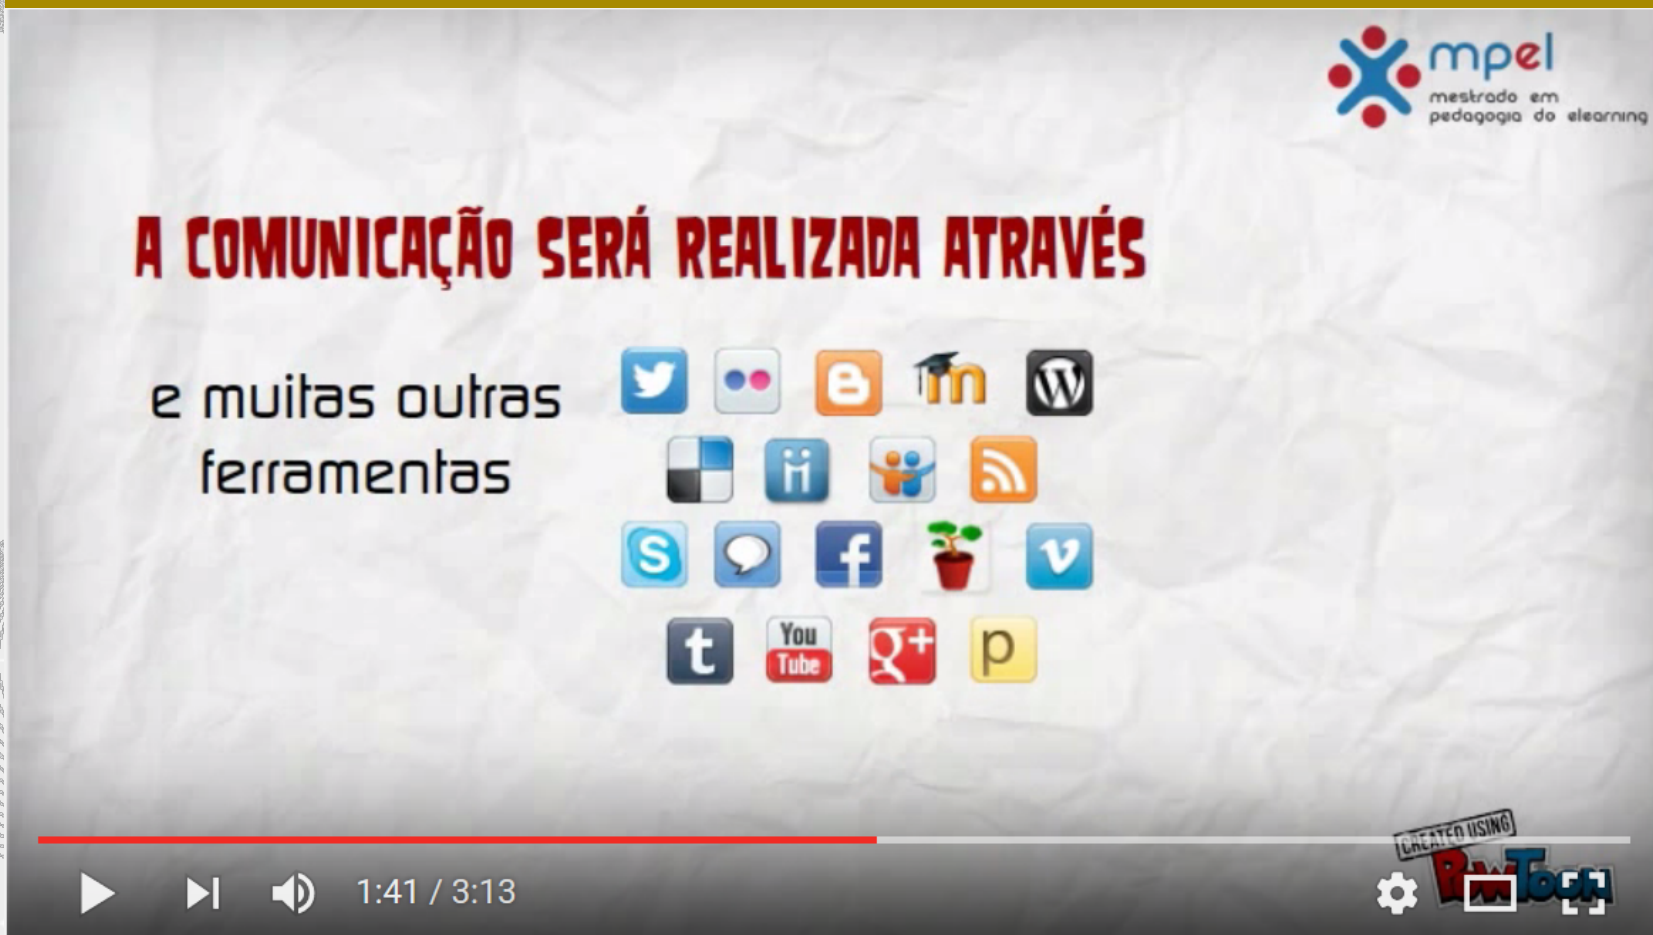 mpel
mestrado em
pedagogia do elearning
A COMUNICAÇÃO SERÁ REALIZADA ATRAVÉS
e muitas outras
ferramentas
You
Tube
g+
p
CREATED USING
PowToon
1:41 / 3:13